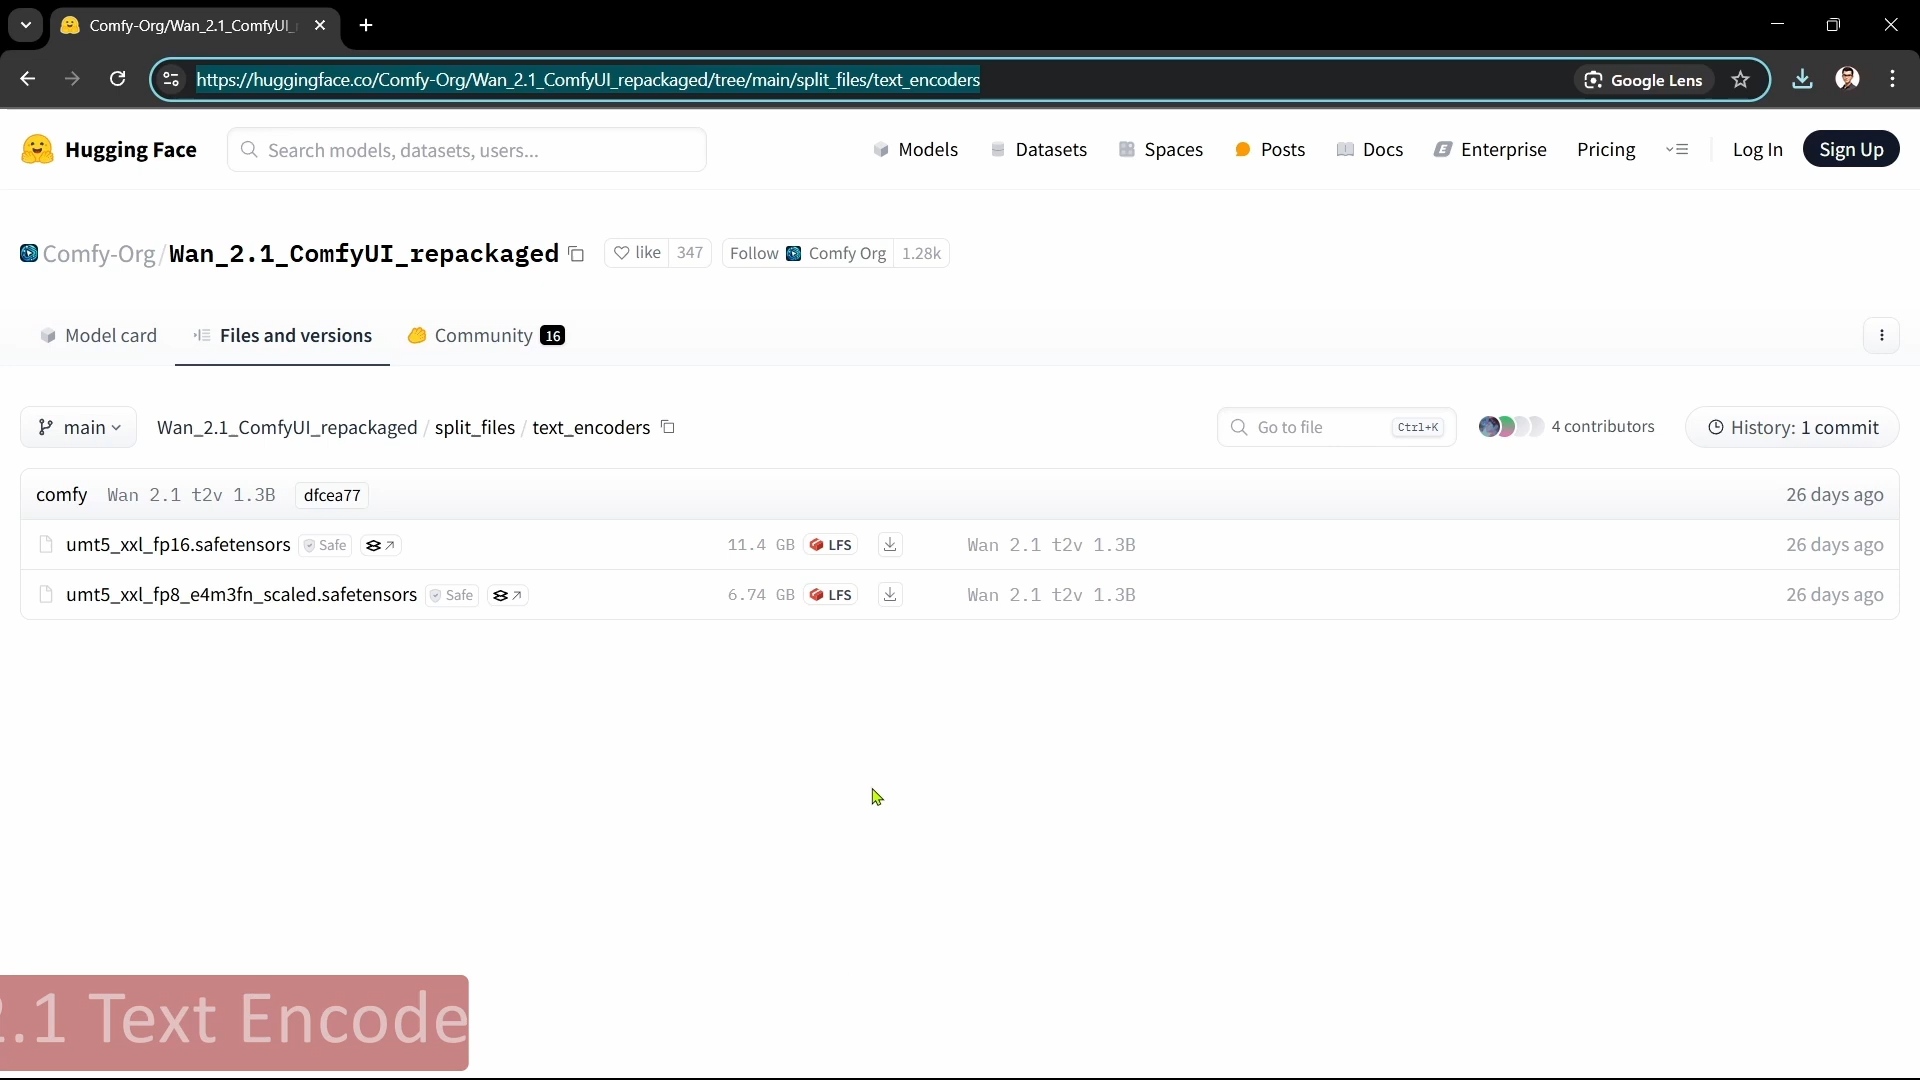 Comfy-Org/Wan_2.1_ComfyUI_r
https://huggingface.co/Comfy-Org/Wan_2.1_ComfyUI_repackaged/tree/main/split_files/text_encoders
Google Lens
Hugging Face
Search models, datasets, users...
Models
Datasets
Spaces
Posts
Docs
Enterprise
Pricing
Log In
Sign Up
Comfy-Org/Wan_2.1_ComfyUI_repackaged
like 347
Follow Comfy Org 1.28k
Model card
Files and versions
Community 16
main
Wan_2.1_ComfyUI_repackaged / split_files / text_encoders
Go to file Ctrl+K
4 contributors
History: 1 commit
comfy Wan 2.1 t2v 1.3B dfcea77 26 days ago
umt5_xxl_fp16.safetensors Safe 11.4 GB LFS Wan 2.1 t2v 1.3B 26 days ago
umt5_xxl_fp8_e4m3fn_scaled.safetensors Safe 6.74 GB LFS Wan 2.1 t2v 1.3B 26 days ago
2.1 Text Encode